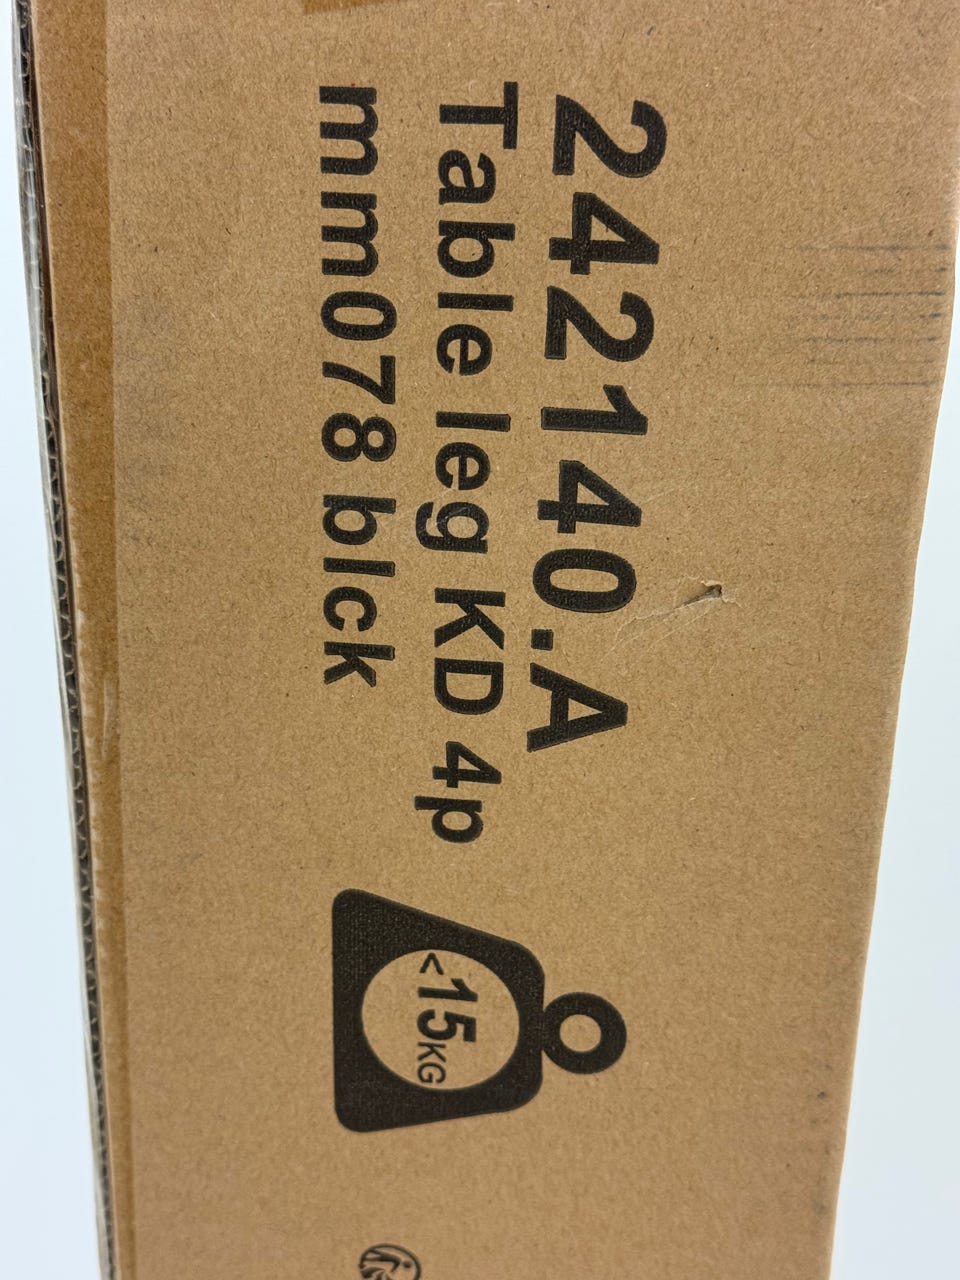 242140.A
Table leg KD 4p
mm078 blck
<15KG